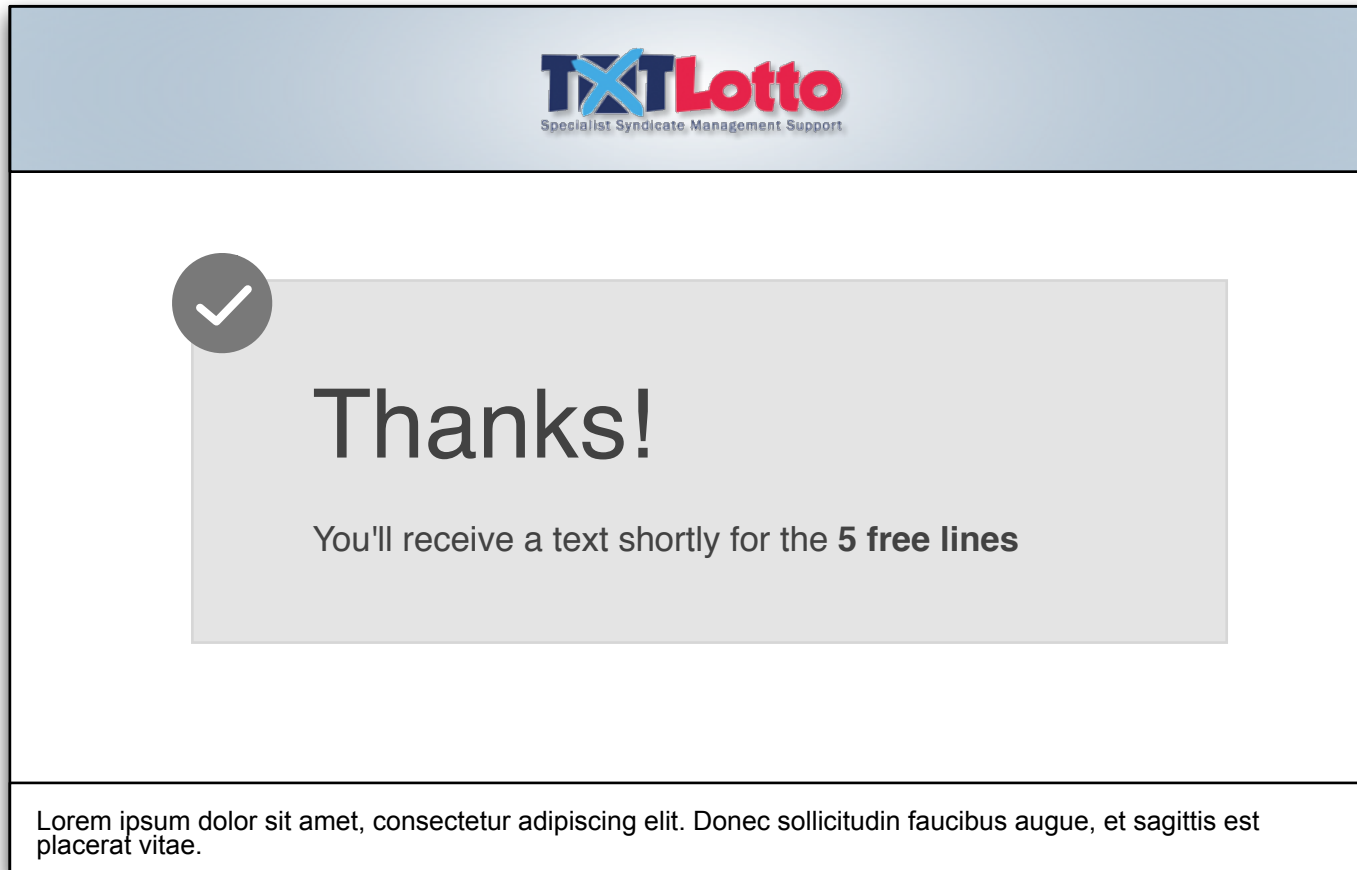 TXTLotto
Specialist Syndicate Management Support
Thanks!
You'll receive a text shortly for the 5 free lines
Lorem ipsum dolor sit amet, consectetur adipiscing elit. Donec sollicitudin faucibus augue, et sagittis est
placerat vitae.